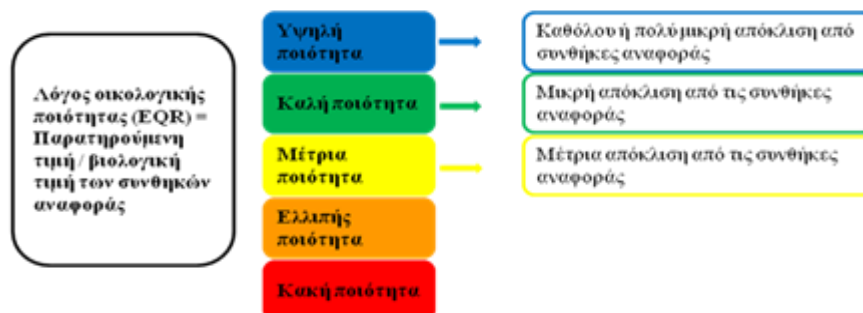 Λόγος οικολογικής
ποιότητας (EQR) =
Παρατηρούμενη
τιμή / βιολογική
τιμή των συνθηκών
αναφοράς
Υψηλή
ποιότητα
Καθόλου ή πολύ μικρή απόκλιση από
συνθήκες αναφοράς
Καλή ποιότητα
Μικρή απόκλιση από τις συνθήκες
αναφοράς
Μέτρια
ποιότητα
Μέτρια απόκλιση από τις συνθήκες
αναφοράς
Ελλιπής
ποιότητα
Κακή ποιότητα